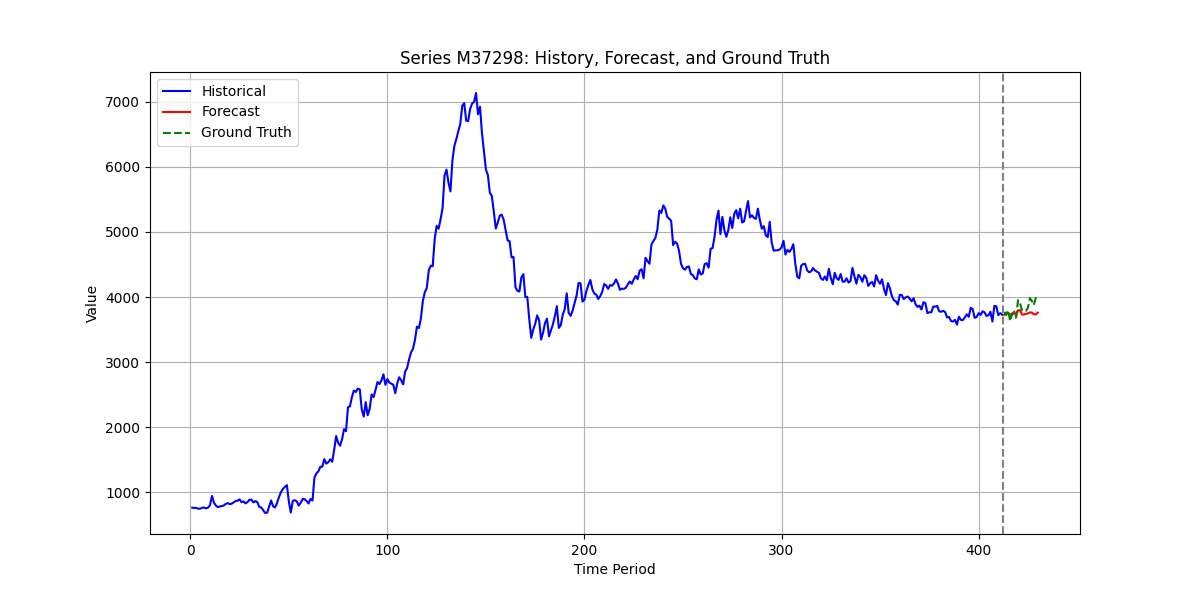 Series M37298: History, Forecast, and Ground Truth
Historical
Forecast
Ground Truth
7000
6000
5000
4000
3000
2000
1000
Value
0
100
200
300
400
Time Period